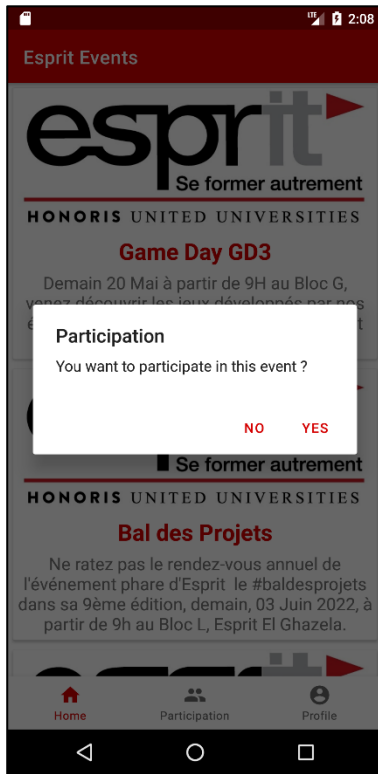 LTE 2:08
Esprit Events
esprit
Se former autrement
HONORIS UNITED UNIVERSITIES
Game Day GD3
Demain 20 Mai à partir de 9H au Bloc G,
venez découvrir les jeux développés par nos
Participation
You want to participate in this event ?
NO YES
Se former autrement
HONORIS UNITED UNIVERSITIES
Bal des Projets
Ne ratez pas le rendez-vous annuel de
l'événement phare d'Esprit le #baldesprojets
dans sa 9ème édition, demain, 03 Juin 2022, à
partir de 9h au Bloc L, Esprit El Ghazela.
Home Participation Profile